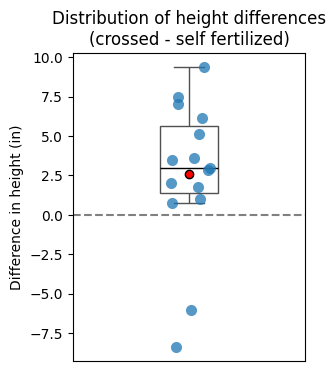 Distribution of height differences
(crossed - self fertilized)
10.0
7.5
5.0
2.5
0.0
−2.5
−5.0
−7.5
Difference in height (in)